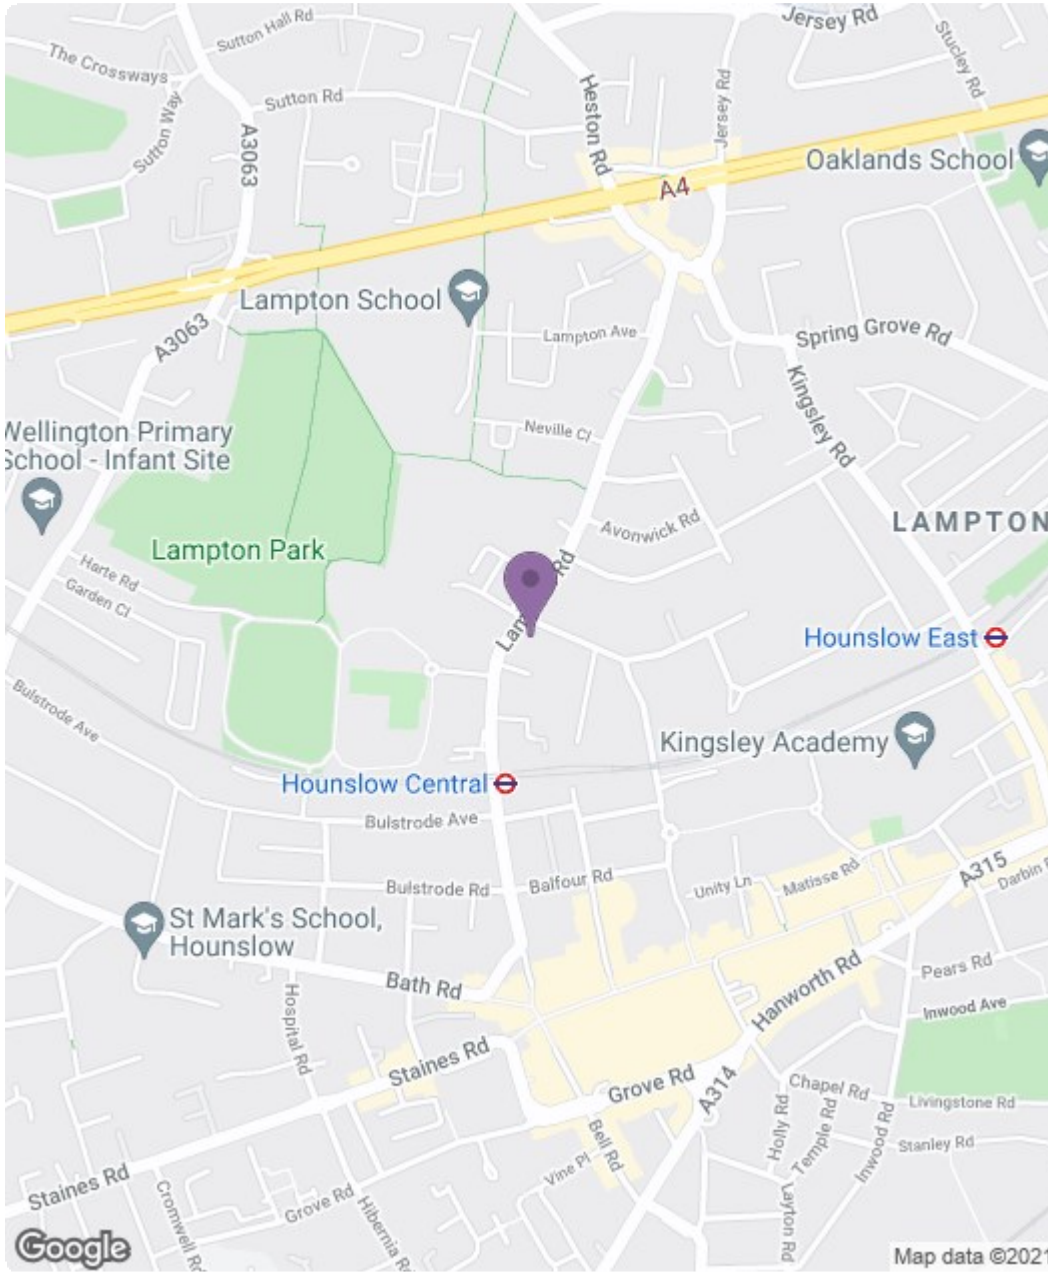 Jersey Rd
Sutton Hall Rd
The Crossways
Stucley Rd
Sutton Way
Sutton Rd
Heston Rd
Jersey Rd
A3063
Oaklands School
A4
Lampton School
A3063
Lampton Ave
Spring Grove Rd
Kingsley Rd
Wellington Primary
School - Infant Site
Neville Cl
Avonwick Rd
LAMPTON
Lampton Park
Harte Rd
Garden Cl
Rd
Hounslow East
Bulstrode Ave
Kingsley Academy
Hounslow Central
Bulstrode Ave
Bulstrode Rd
Balfour Rd
Unity Ln
Matisse Rd
A315
Darbin
St Mark's School,
Hounslow
Bath Rd
Hanworth Rd
Pears Rd
Inwood Ave
Hospital Rd
Staines Rd
Grove Rd
A314
Chapel Rd
Livingstone Rd
Holly Rd
Temple Rd
Inwood Rd
Stanley Rd
Bell Rd
Vine Pl
Staines Rd
Cromwell Rd
Grove Rd
Hibernia Rd
Layton Rd
Google
Map data ©2021